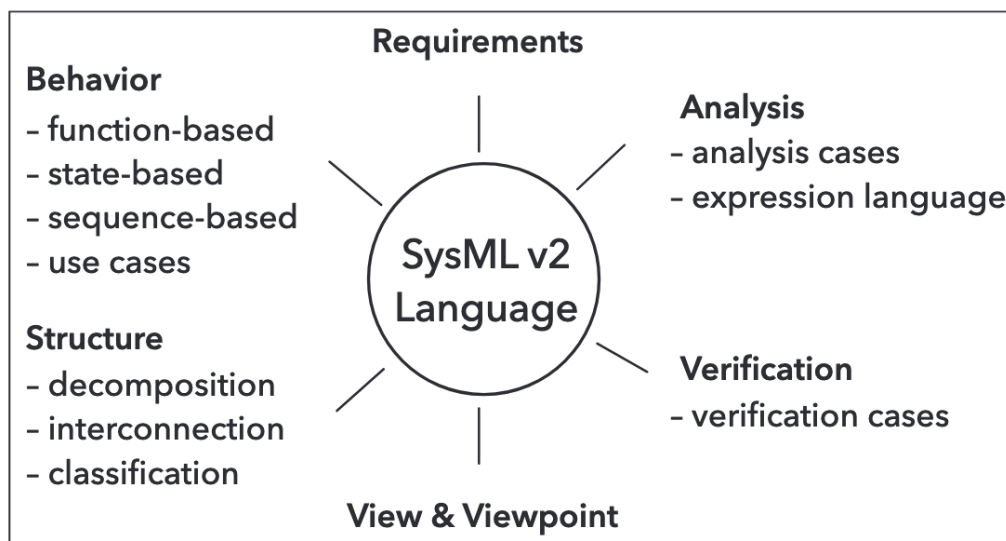 Requirements
Behavior
– function-based
– state-based
– sequence-based
– use cases
Analysis
– analysis cases
– expression language
SysML v2
Language
Structure
– decomposition
– interconnection
– classification
Verification
– verification cases
View & Viewpoint